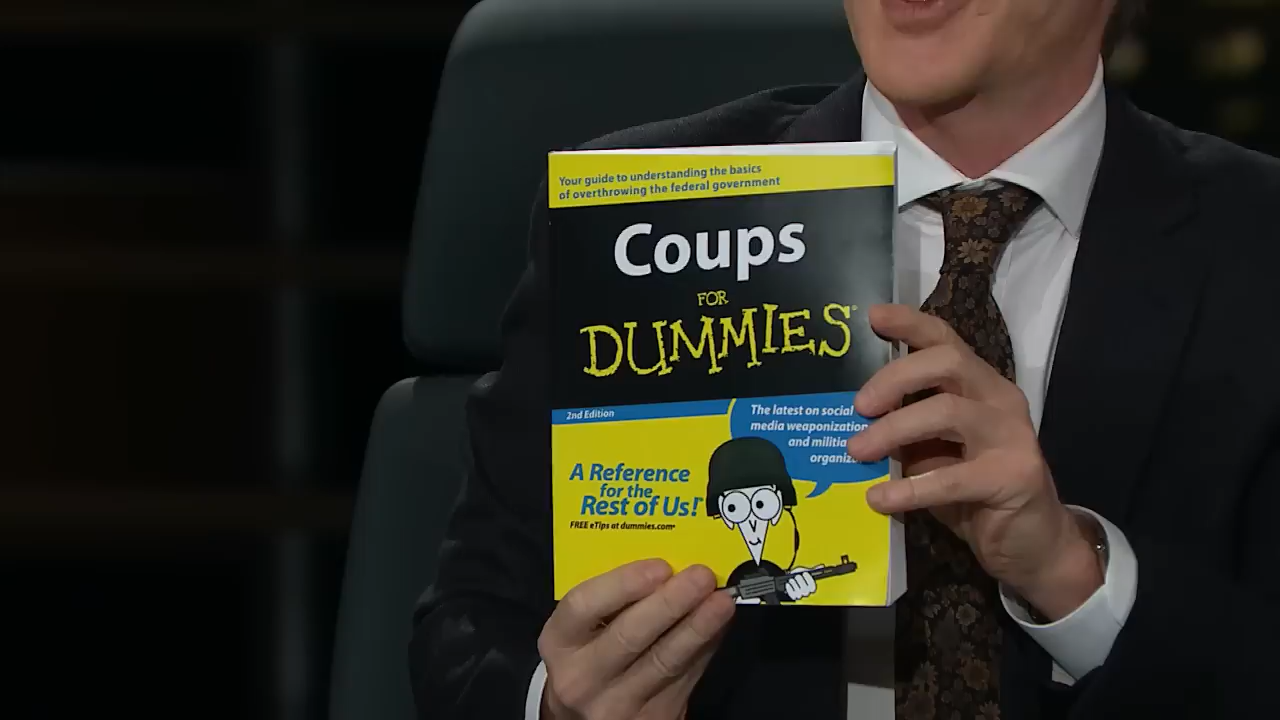 Your guide to understanding the basics
of overthrowing the federal government
Coups
FOR
DUMMIES®
2nd Edition
The latest on social
media weaponization
and militia
A Reference
for the
Rest of Us!
FREE eTips at dummies.com®